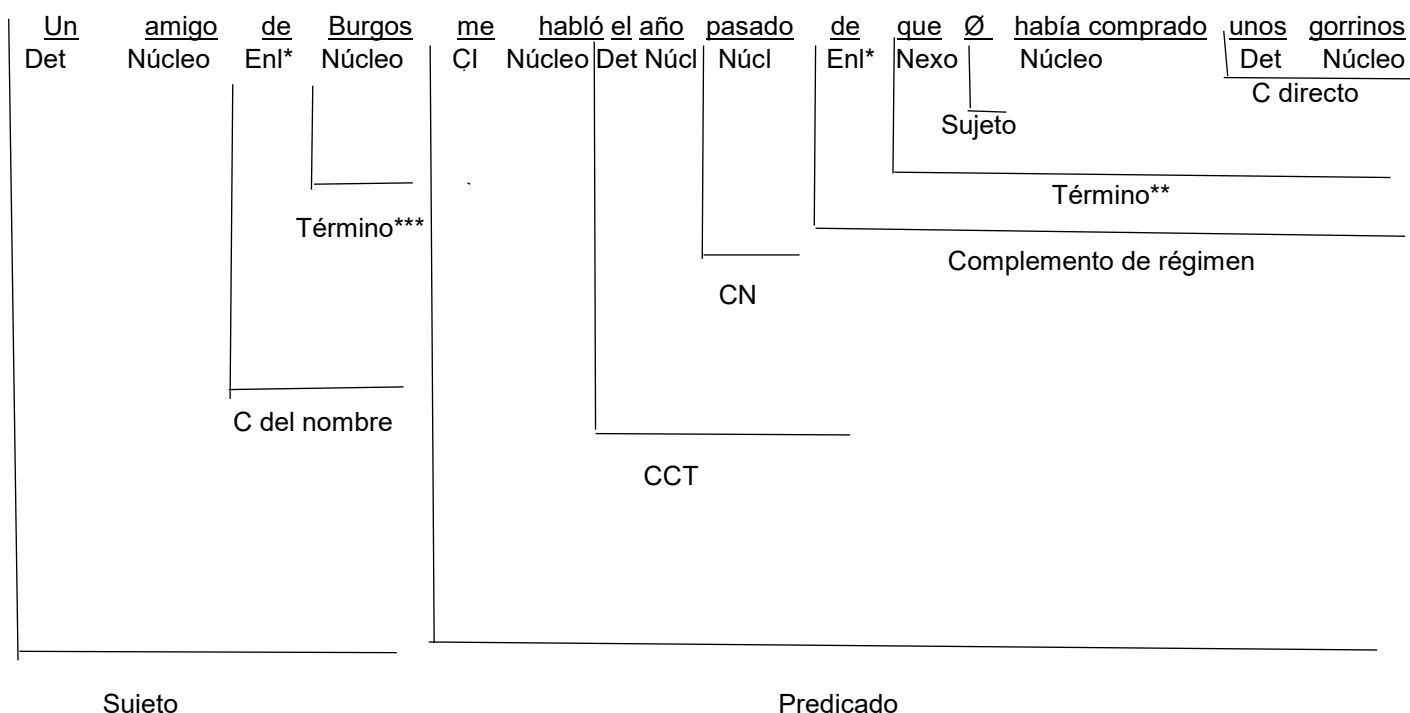 Un amigo de Burgos me habló el año pasado de que Ø había comprado unos gorrinos
Det Núcleo Enl* Núcleo Cl Núcleo Det Núcl Núcl Enl* Nexo Núcleo Det Núcleo
C directo
Sujeto
Término**
Término***
Complemento de régimen
CN
C del nombre
CCT
Sujeto Predicado